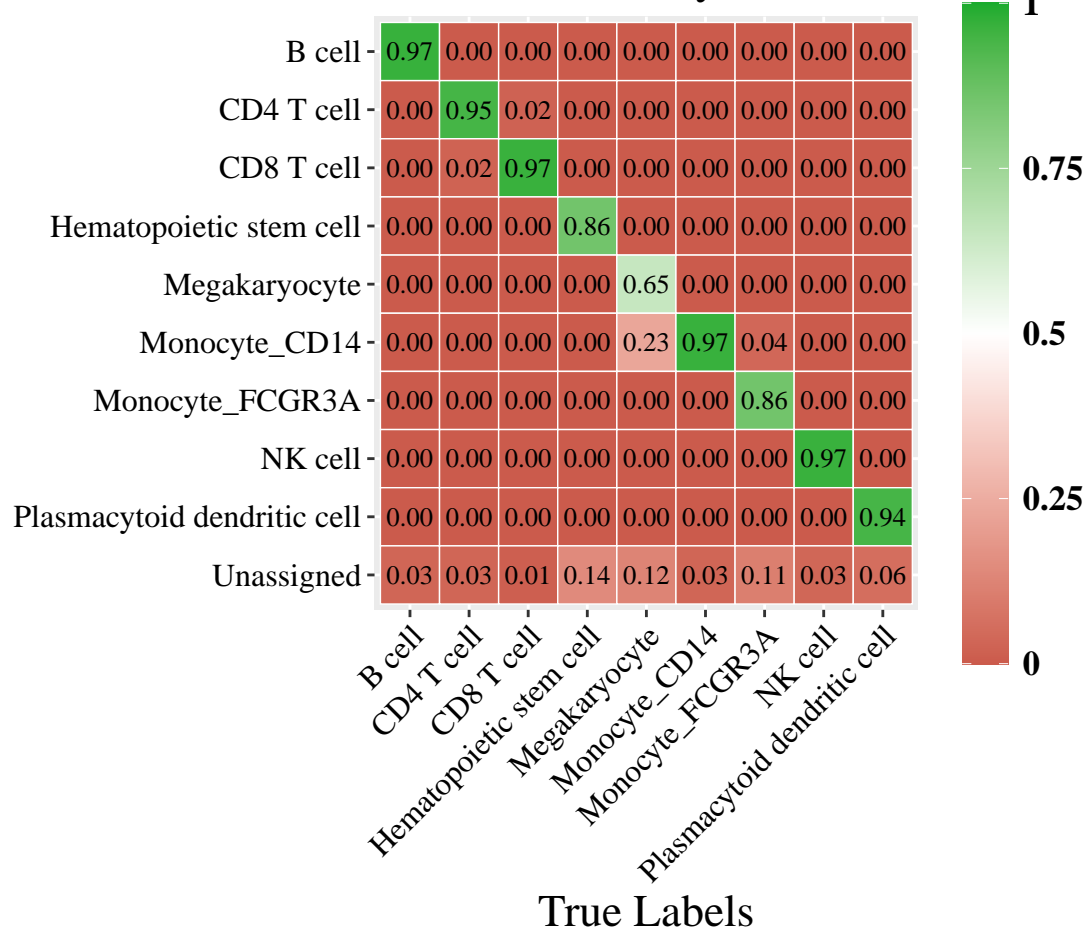 B cell 0.97 0.00 0.00 0.00 0.00 0.00 0.00 0.00 0.00
CD4 T cell 0.00 0.95 0.02 0.00 0.00 0.00 0.00 0.00 0.00
CD8 T cell 0.00 0.02 0.97 0.00 0.00 0.00 0.00 0.00 0.00
Hematopoietic stem cell 0.00 0.00 0.00 0.86 0.00 0.00 0.00 0.00 0.00
Megakaryocyte 0.00 0.00 0.00 0.00 0.65 0.00 0.00 0.00 0.00
Monocyte_CD14 0.00 0.00 0.00 0.00 0.23 0.97 0.04 0.00 0.00
Monocyte_FCGR3A 0.00 0.00 0.00 0.00 0.00 0.00 0.86 0.00 0.00
NK cell 0.00 0.00 0.00 0.00 0.00 0.00 0.00 0.97 0.00
Plasmacytoid dendritic cell 0.00 0.00 0.00 0.00 0.00 0.00 0.00 0.00 0.94
Unassigned 0.03 0.03 0.01 0.14 0.12 0.03 0.11 0.03 0.06
B cell
CD4 T cell
CD8 T cell
Hematopoietic stem cell
Megakaryocyte
Monocyte_CD14
Monocyte_FCGR3A
NK cell
Plasmacytoid dendritic cell
True Labels
1
0.75
0.5
0.25
0